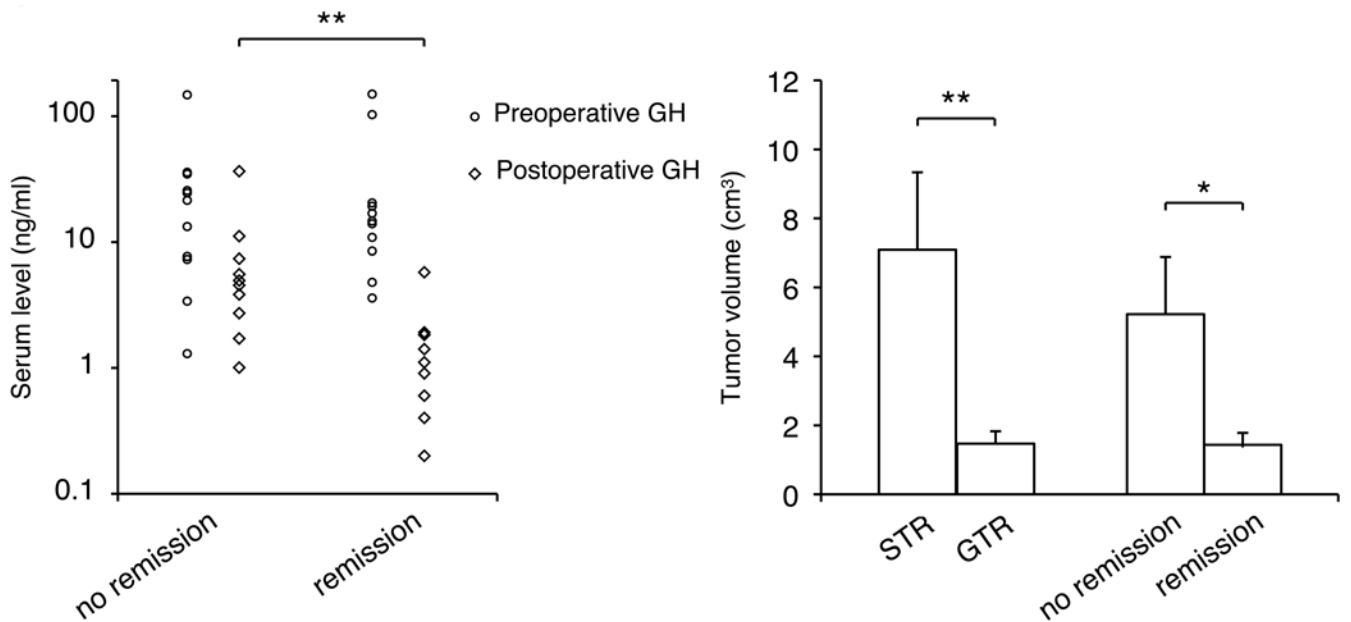 **
100
10
1
0.1
Serum level (ng/ml)
no remission
remission
Preoperative GH
Postoperative GH
12
10
8
6
4
2
0
Tumor volume (cm³)
**
*
STR
GTR
no remission
remission